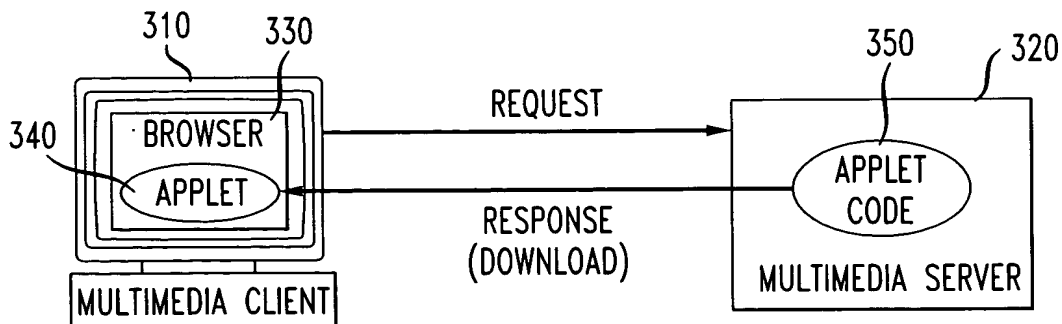 310
330
350
320
BROWSER
340
APPLET
REQUEST
RESPONSE
(DOWNLOAD)
APPLET
CODE
MULTIMEDIA CLIENT
MULTIMEDIA SERVER